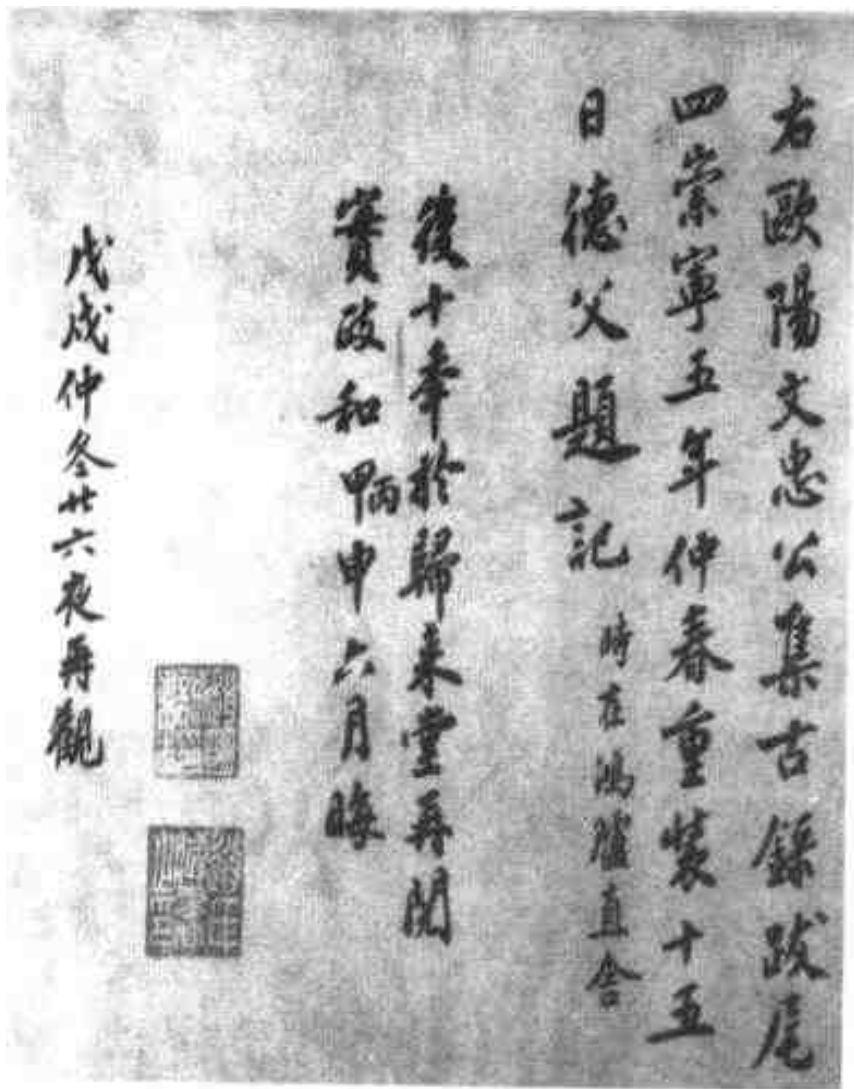 右歐陽文忠公集古錄跋尾
四崇寧五年仲春重裝十五
日德父題記 時在鴻臚直舍
後十年於歸來堂再閱
實政和甲丙申六月晦
戊戌仲冬廿六夜再觀